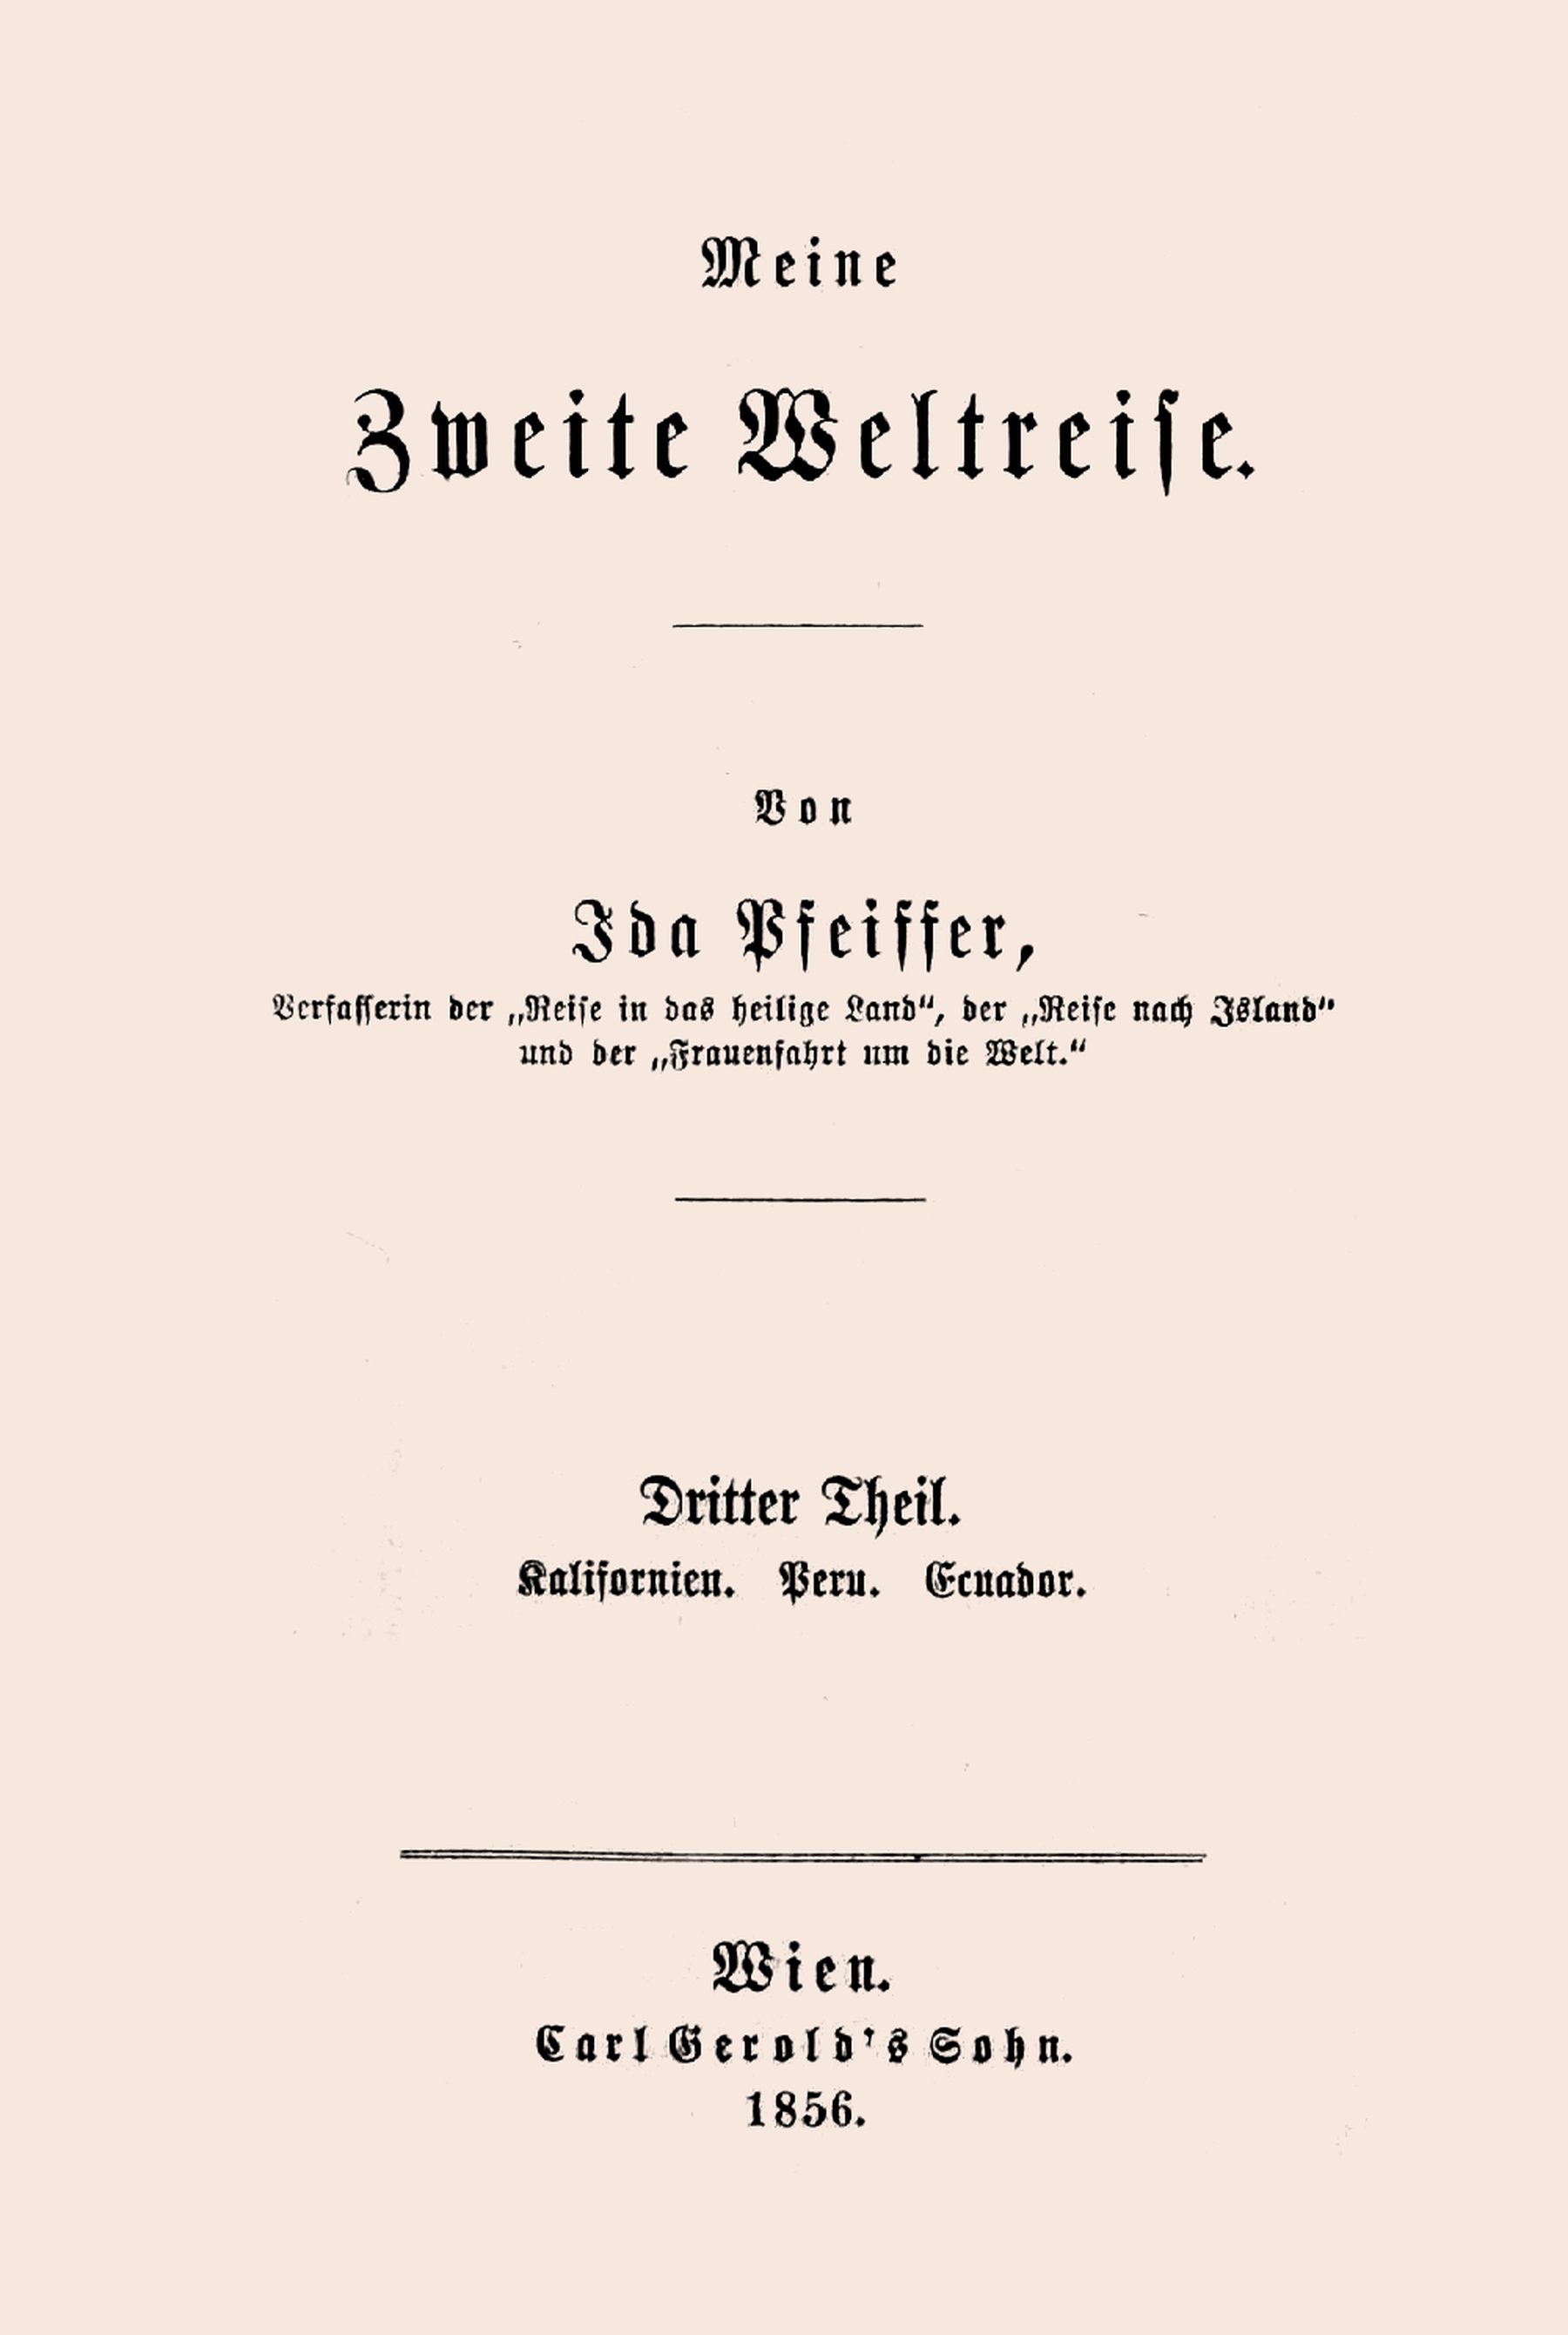 Meine
Zweite Weltreiſe.
Von
Ida Pfeiffer,
Verfaſſerin der „Reiſe in das heilige Land“, der „Reiſe nach Island“
und der „Frauenfahrt um die Welt.“
Dritter Theil.
Kalifornien. Peru. Ecuador.
Wien.
Carl Gerold's Sohn.
1856.